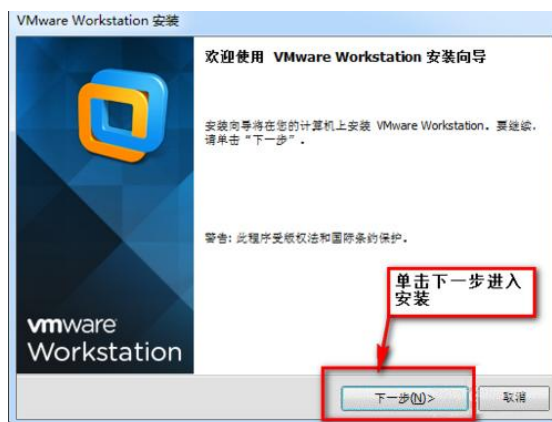 VMware Workstation 安装
欢迎使用 VMware Workstation 安装向导
安装向导将在您的计算机上安装 VMware Workstation。要继续，
请单击“下一步”。
警告: 此程序受版权法和国际条约保护。
单击下一步进入
安装
vmware
Workstation
下一步(N)>
取消